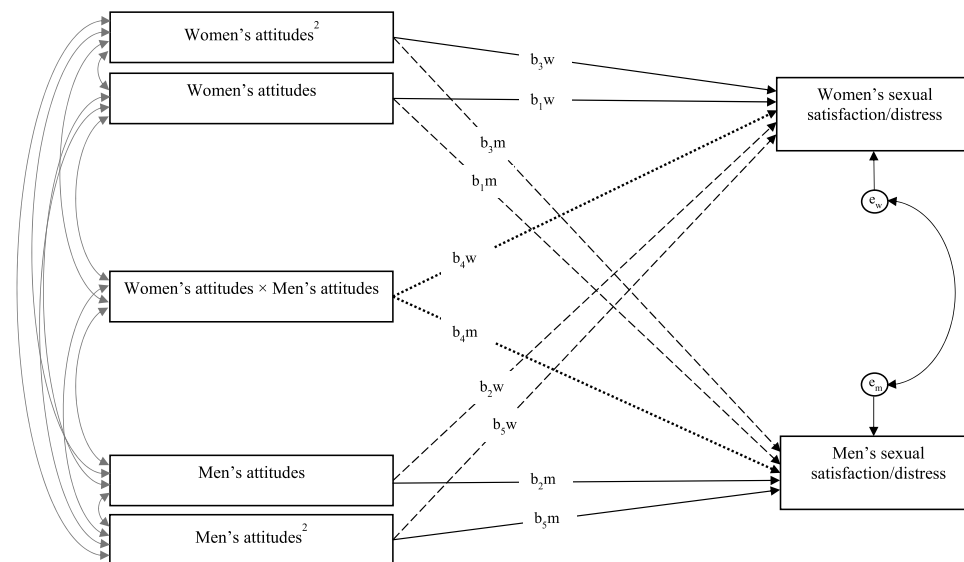 Women’s attitudes²
b₃w
Women’s attitudes
b₁w
Women’s sexual
satisfaction/distress
b₃m
b₁m
e_w
b₄w
Women’s attitudes × Men’s attitudes
b₄m
e_m
b₂w
b₅w
Men’s attitudes
b₂m
Men’s sexual
satisfaction/distress
b₅m
Men’s attitudes²